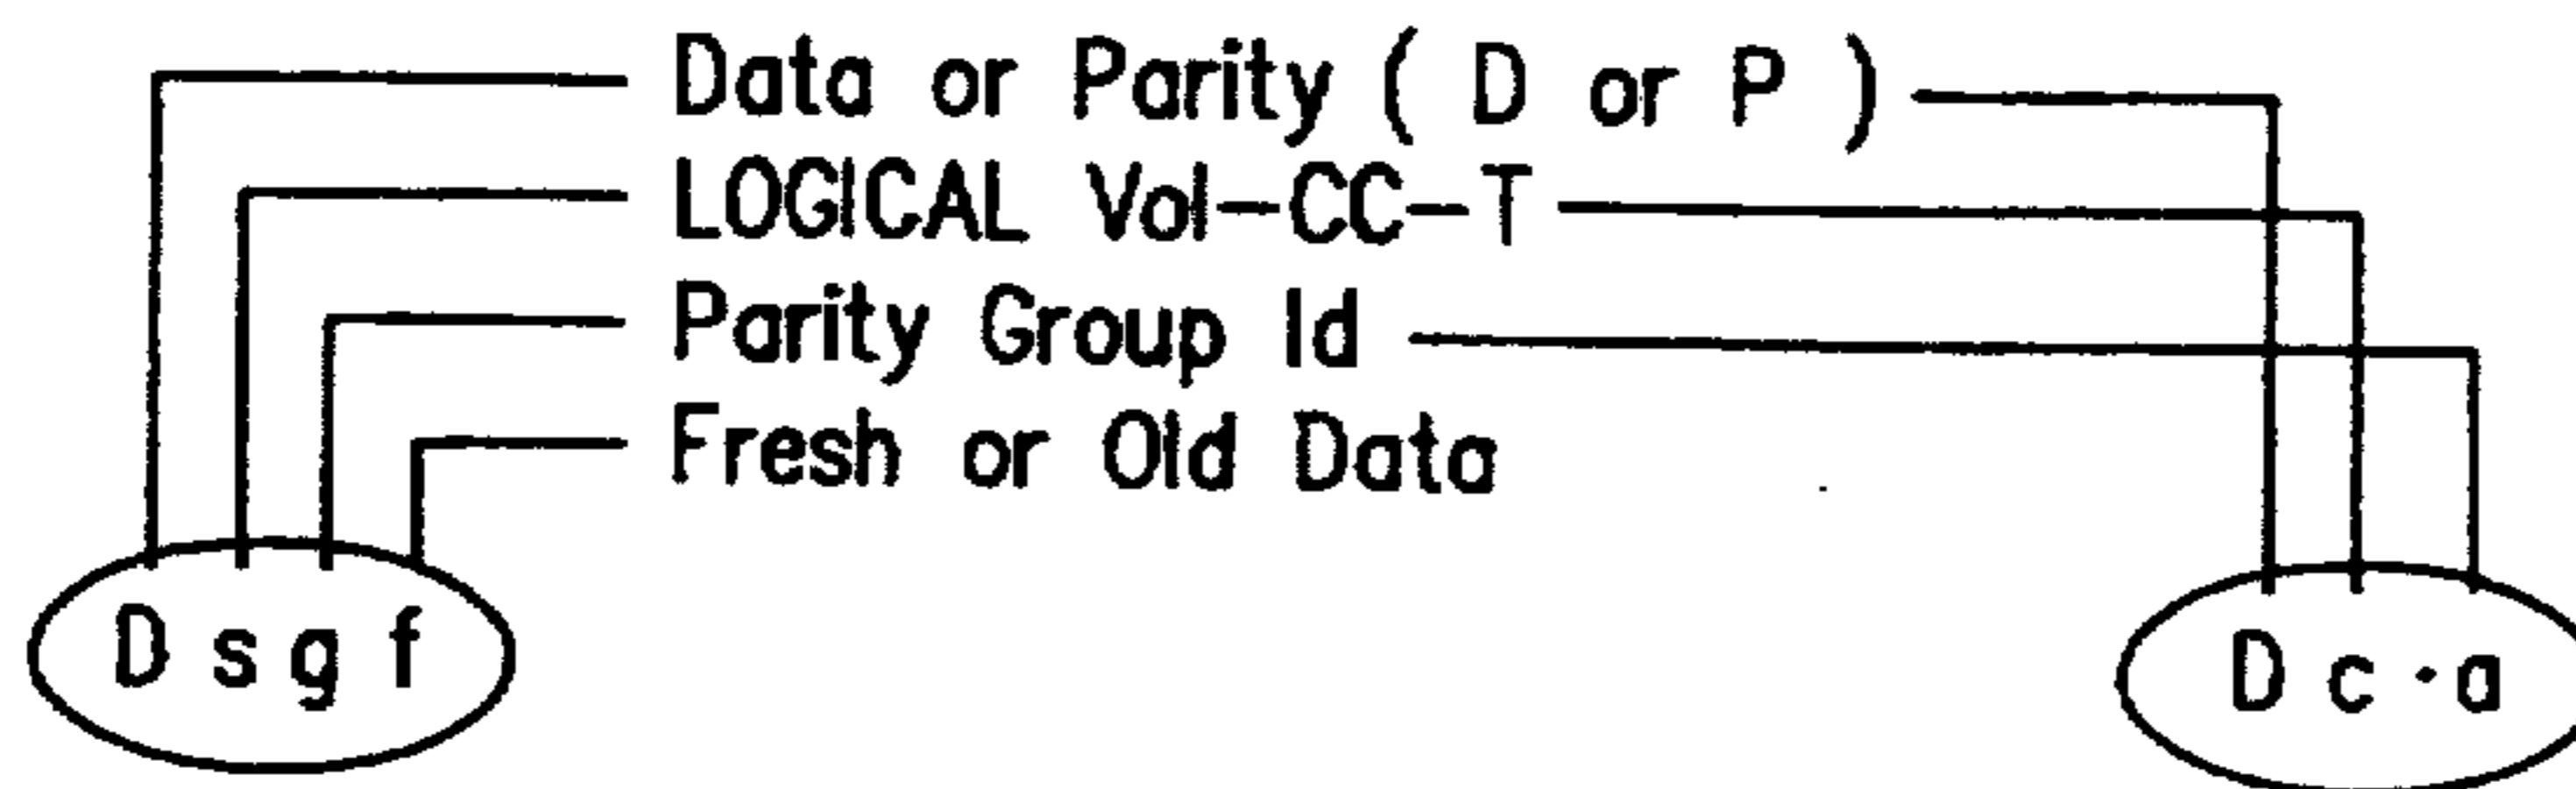 Data or Parity ( D or P )
LOGICAL Vol-CC-T
Parity Group Id
Fresh or Old Data
D s g f
D c · a